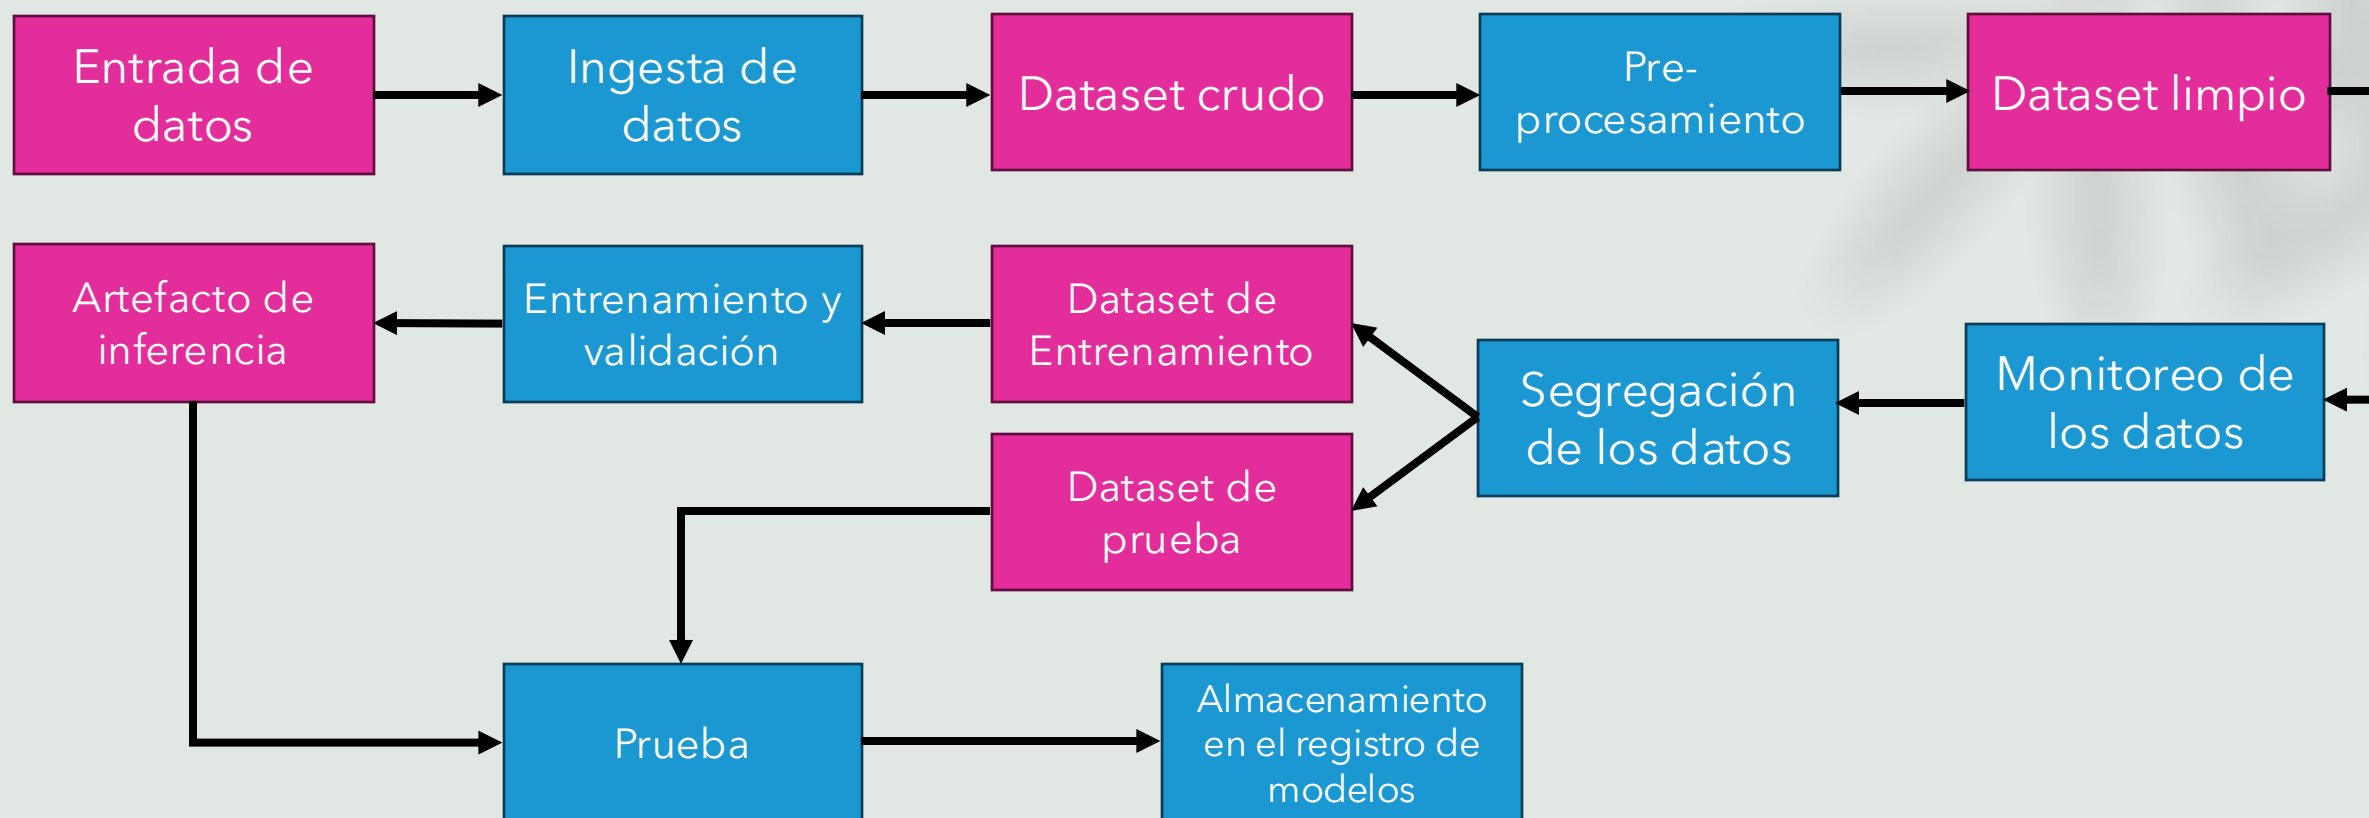 Entrada de
datos
Ingesta de
datos
Dataset crudo
Pre-
procesamiento
Dataset limpio
Artefacto de
inferencia
Entrenamiento y
validación
Dataset de
Entrenamiento
Segregación
de los datos
Monitoreo de
los datos
Dataset de
prueba
Prueba
Almacenamiento
en el registro de
modelos